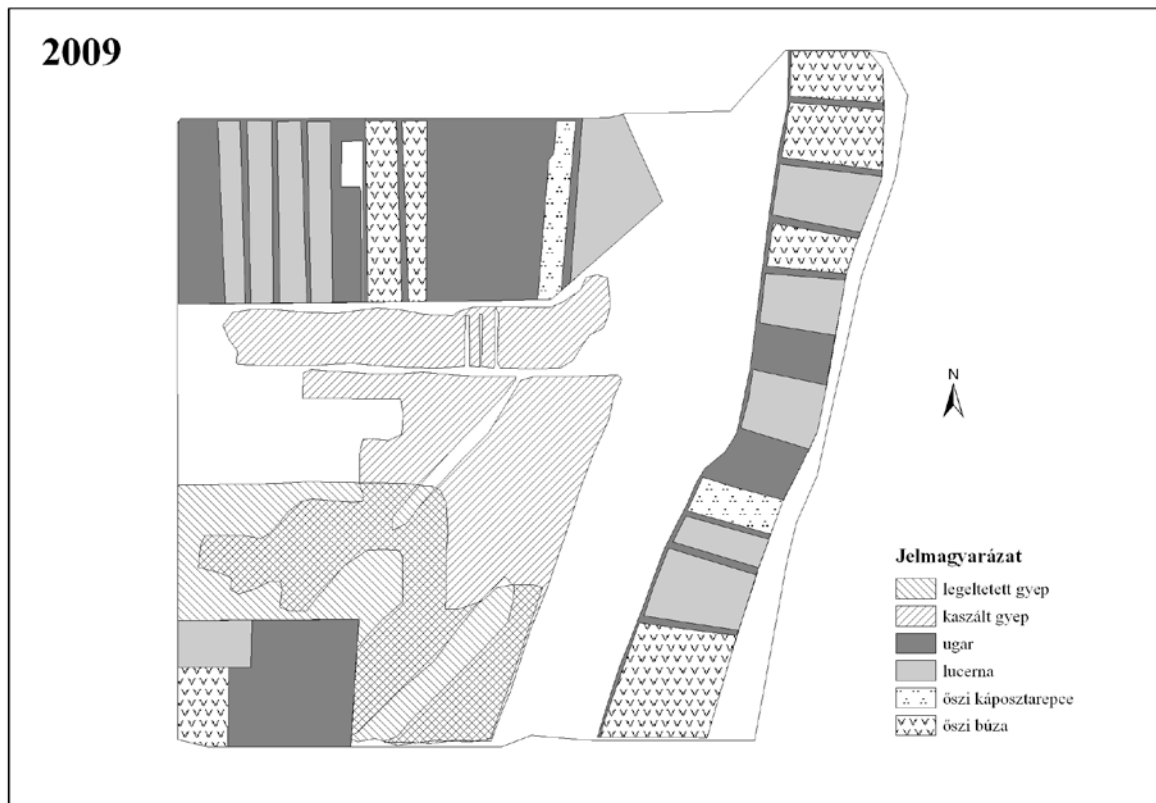 2009
N
Jelmagyarázat
legeltetett gyep
kaszált gyep
ugar
lucerna
őszi káposztarepce
őszi búza